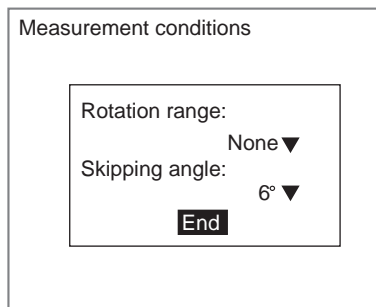 Measurement conditions
Rotation range:
None▼
Skipping angle:
6° ▼
End